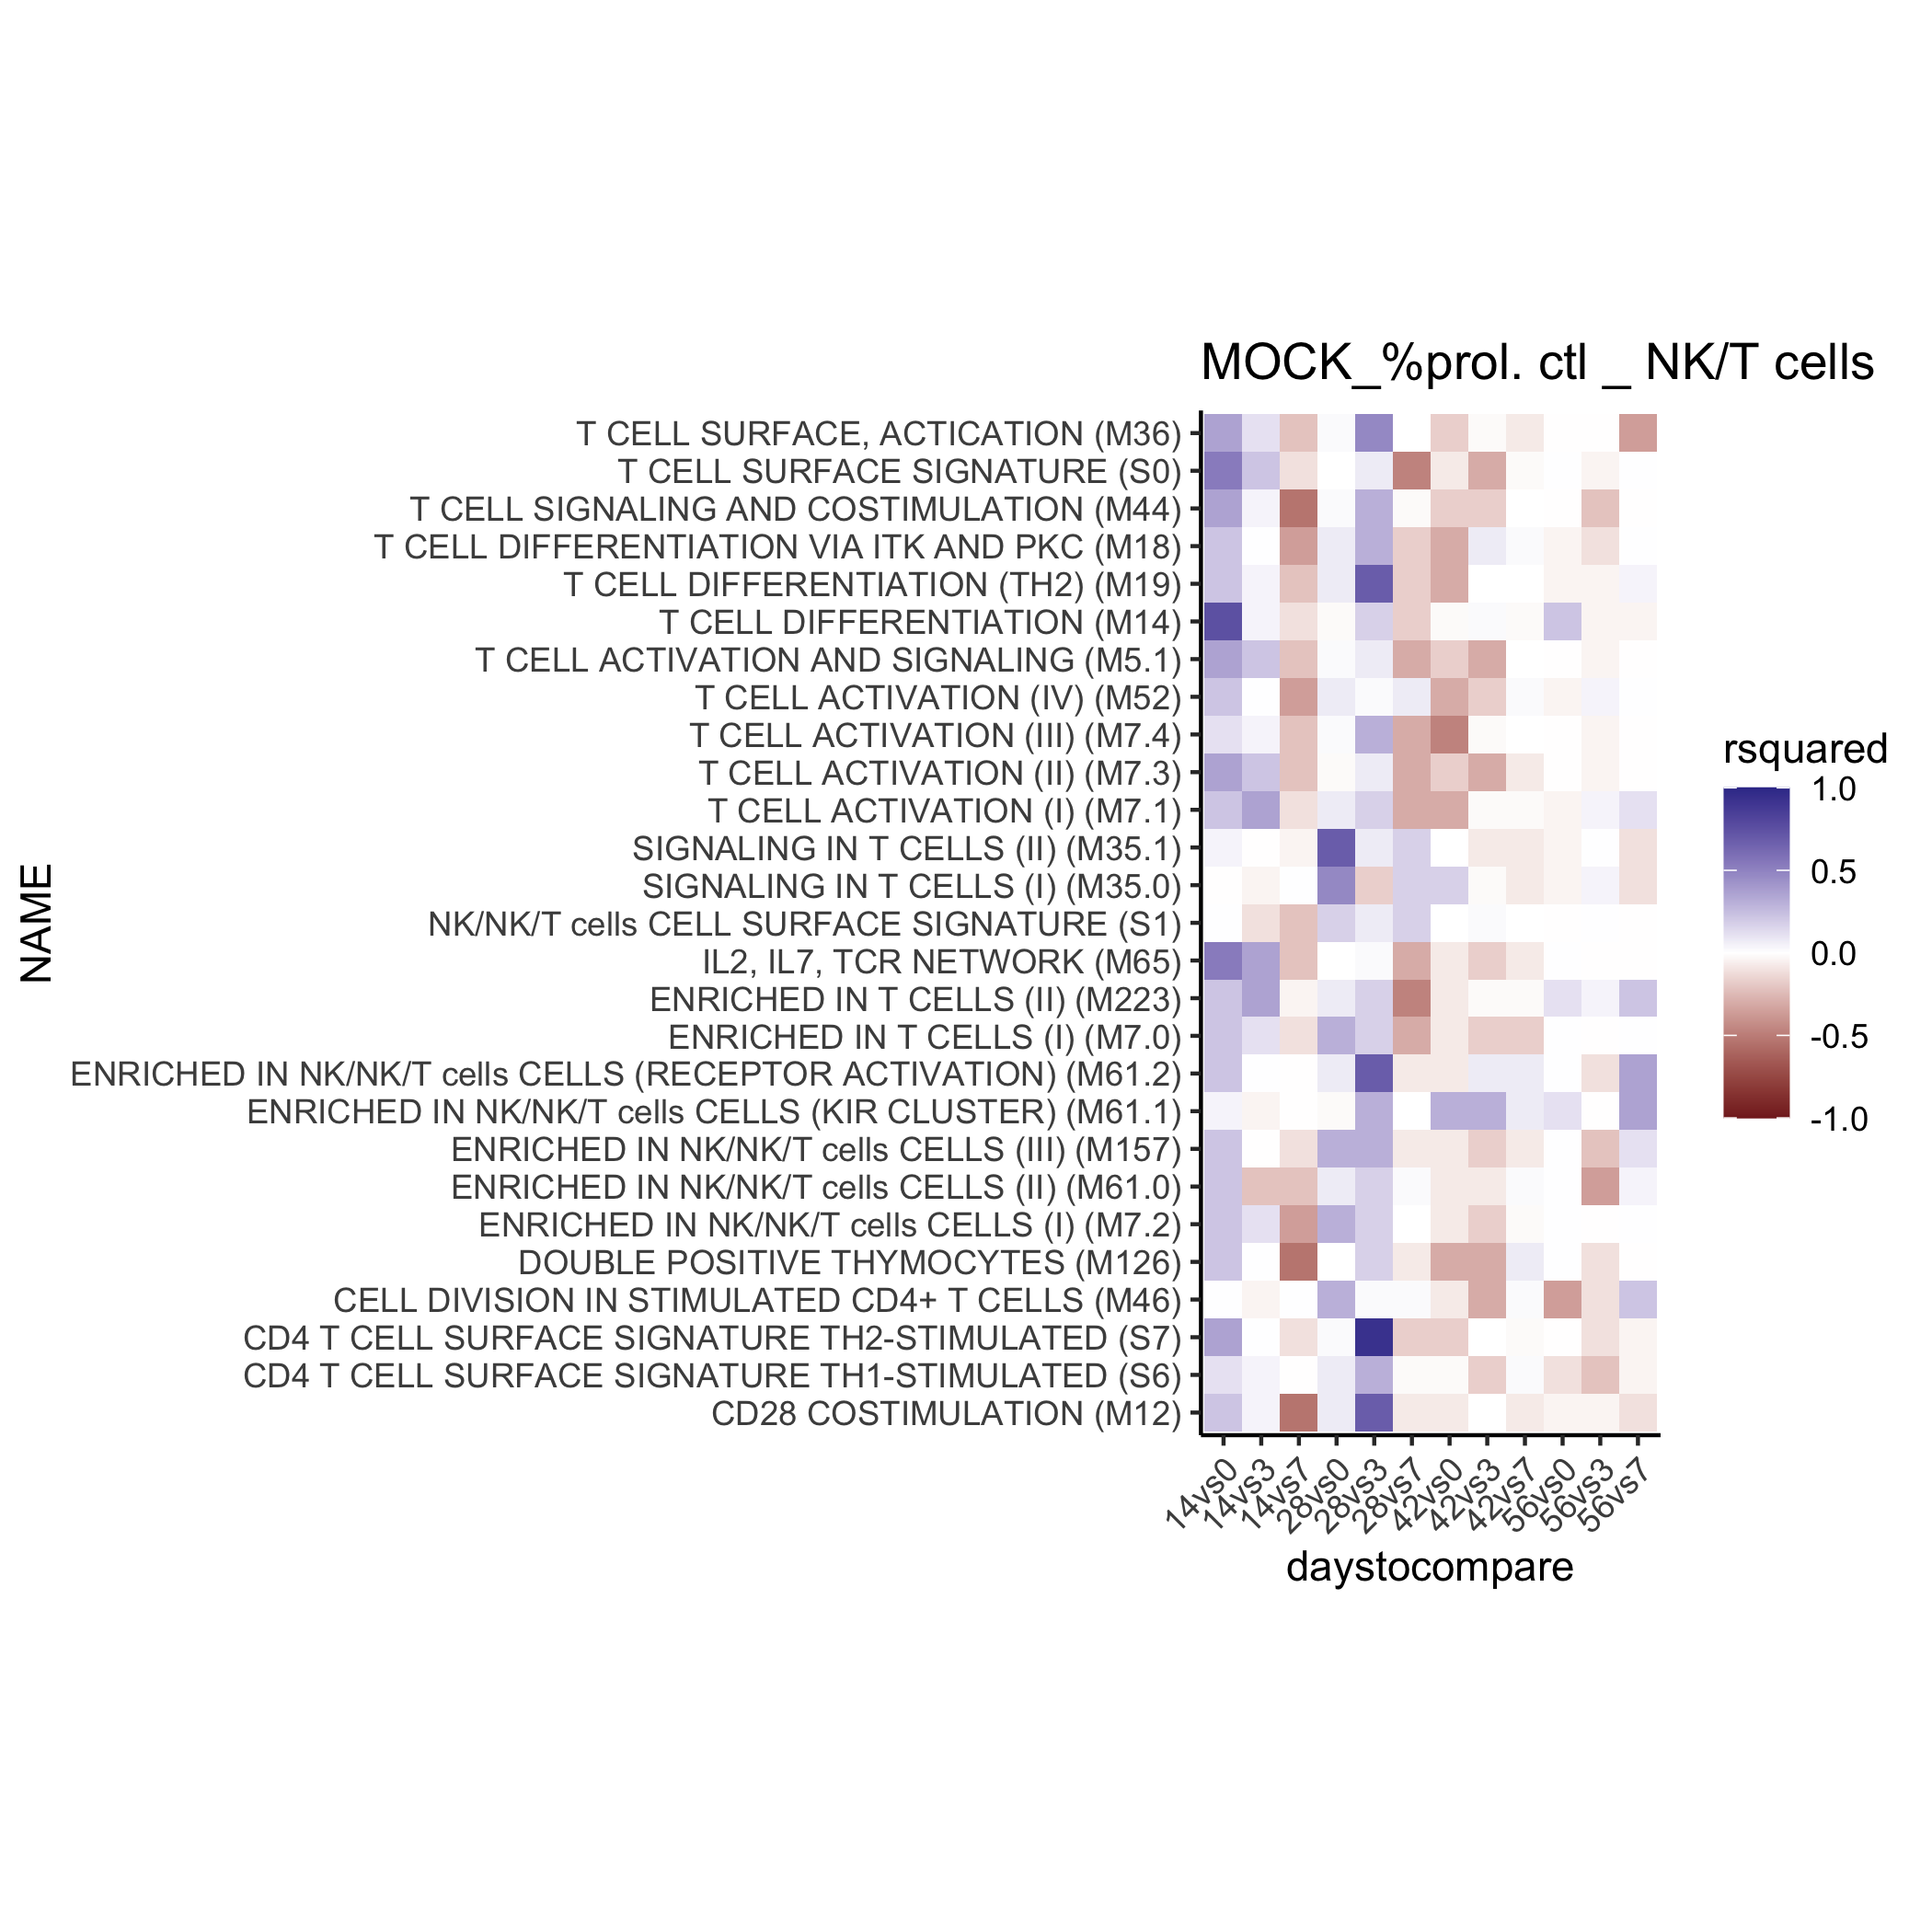 MOCK_%prol. ctl _ NK/T cells
T CELL SURFACE, ACTICATION (M36)
T CELL SURFACE SIGNATURE (S0)
T CELL SIGNALING AND COSTIMULATION (M44)
T CELL DIFFERENTIATION VIA ITK AND PKC (M18)
T CELL DIFFERENTIATION (TH2) (M19)
T CELL DIFFERENTIATION (M14)
T CELL ACTIVATION AND SIGNALING (M5.1)
T CELL ACTIVATION (IV) (M52)
T CELL ACTIVATION (III) (M7.4)
T CELL ACTIVATION (II) (M7.3)
T CELL ACTIVATION (I) (M7.1)
SIGNALING IN T CELLS (II) (M35.1)
SIGNALING IN T CELLS (I) (M35.0)
NK/NK/T cells CELL SURFACE SIGNATURE (S1)
IL2, IL7, TCR NETWORK (M65)
ENRICHED IN T CELLS (II) (M223)
ENRICHED IN T CELLS (I) (M7.0)
ENRICHED IN NK/NK/T cells CELLS (RECEPTOR ACTIVATION) (M61.2)
ENRICHED IN NK/NK/T cells CELLS (KIR CLUSTER) (M61.1)
ENRICHED IN NK/NK/T cells CELLS (III) (M157)
ENRICHED IN NK/NK/T cells CELLS (II) (M61.0)
ENRICHED IN NK/NK/T cells CELLS (I) (M7.2)
DOUBLE POSITIVE THYMOCYTES (M126)
CELL DIVISION IN STIMULATED CD4+ T CELLS (M46)
CD4 T CELL SURFACE SIGNATURE TH2-STIMULATED (S7)
CD4 T CELL SURFACE SIGNATURE TH1-STIMULATED (S6)
CD28 COSTIMULATION (M12)
NAME
14vs0
14vs3
14vs7
28vs0
28vs3
28vs7
42vs0
42vs3
42vs7
56vs0
56vs3
56vs7
daystocompare
rsquared
1.0
0.5
0.0
-0.5
-1.0